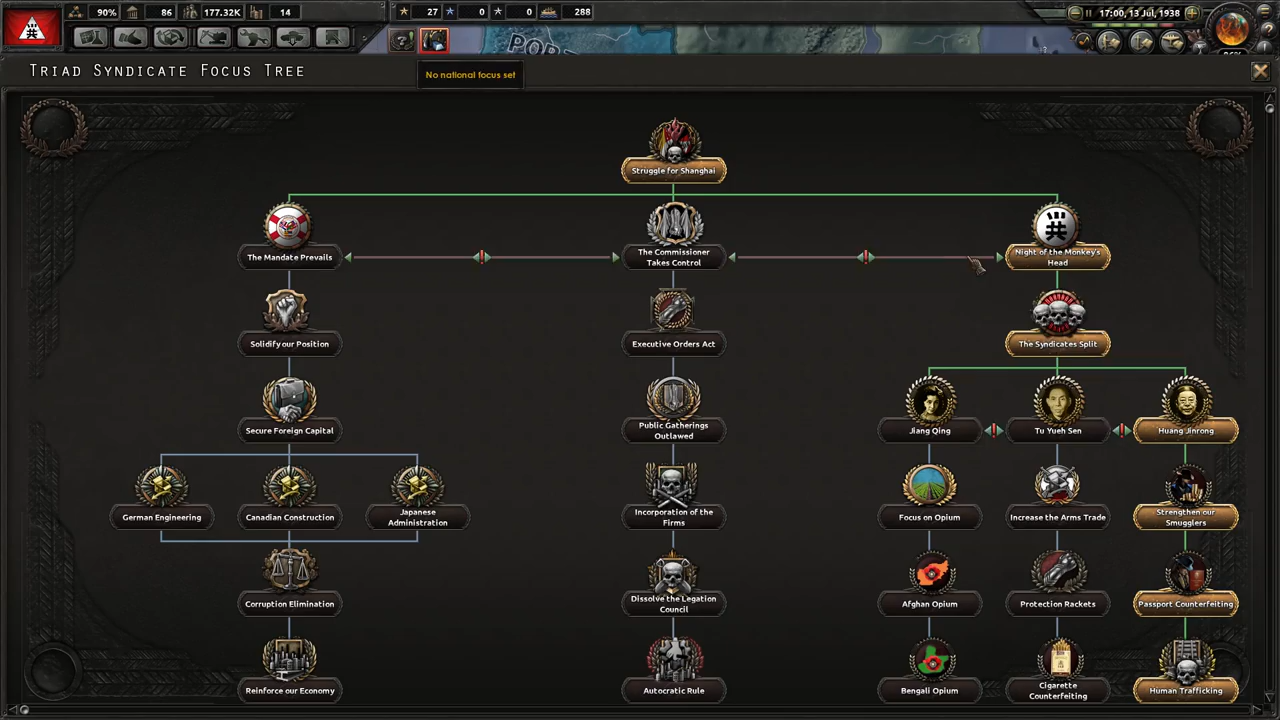 90% 86 177.32K 14 27 0 0 288 17:00, 13 Jul, 1938
TRIAD SYNDICATE FOCUS TREE
No national focus set
Struggle for Shanghai
The Mandate Prevails
The Commissioner
Takes Control
Night of the Monkey's
Head
Solidify our Position
Executive Orders Act
The Syndicates Split
Secure Foreign Capital
Public Gatherings
Outlawed
Jiang Qing
Tu Yueh Sen
Huang Jinrong
German Engineering
Canadian Construction
Japanese
Administration
Incorporation of the
Firms
Focus on Opium
Increase the Arms Trade
Strengthen our
Smugglers
Corruption Elimination
Dissolve the Legation
Council
Afghan Opium
Protection Rackets
Passport Counterfeiting
Reinforce our Economy
Autocratic Rule
Bengali Opium
Cigarette
Counterfeiting
Human Trafficking